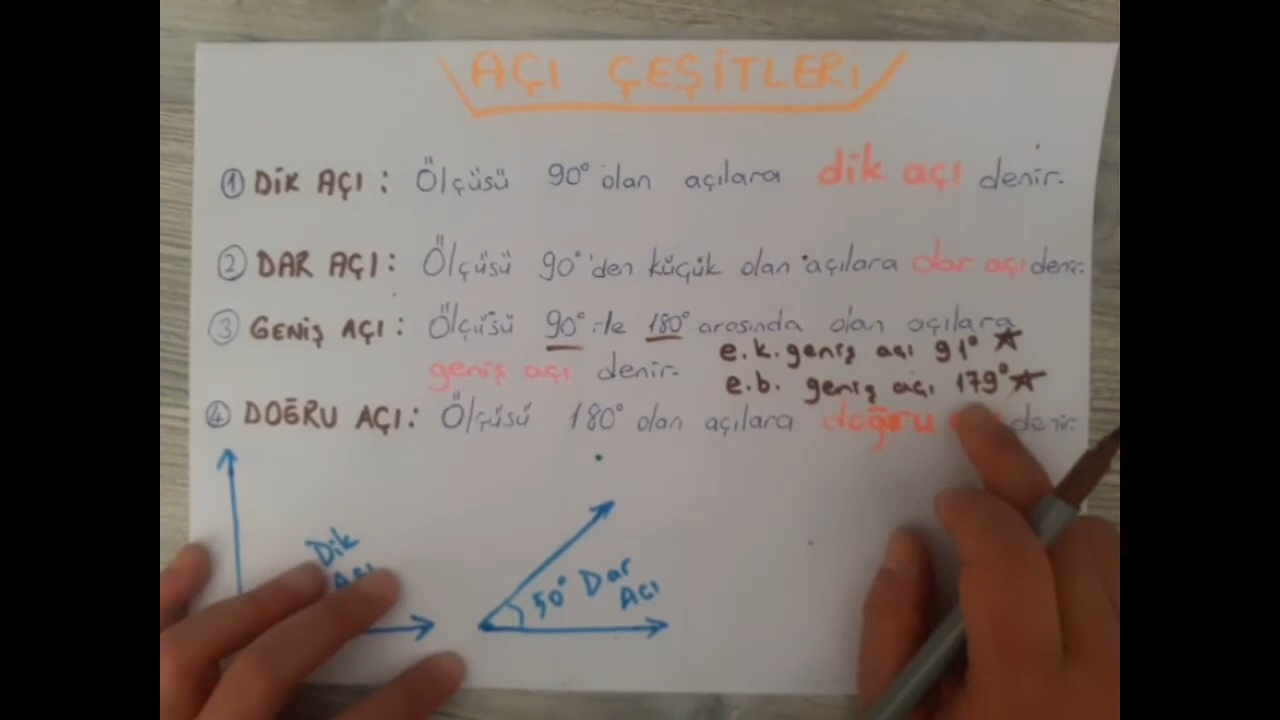 AÇI ÇEŞİTLERİ
① DİK AÇI : Ölçüsü 90° olan açılara dik açı denir.
② DAR AÇI : Ölçüsü 90°'den küçük olan açılara dar açı denir.
③ GENİŞ AÇI : Ölçüsü 90° ile 180° arasında olan açılara
geniş açı denir.
e.k. geniş açı 91° ★
e.b. geniş açı 179° ★
④ DOĞRU AÇI : Ölçüsü 180° olan açılara doğru denir.
Dik
Açı
50° Dar
Açı